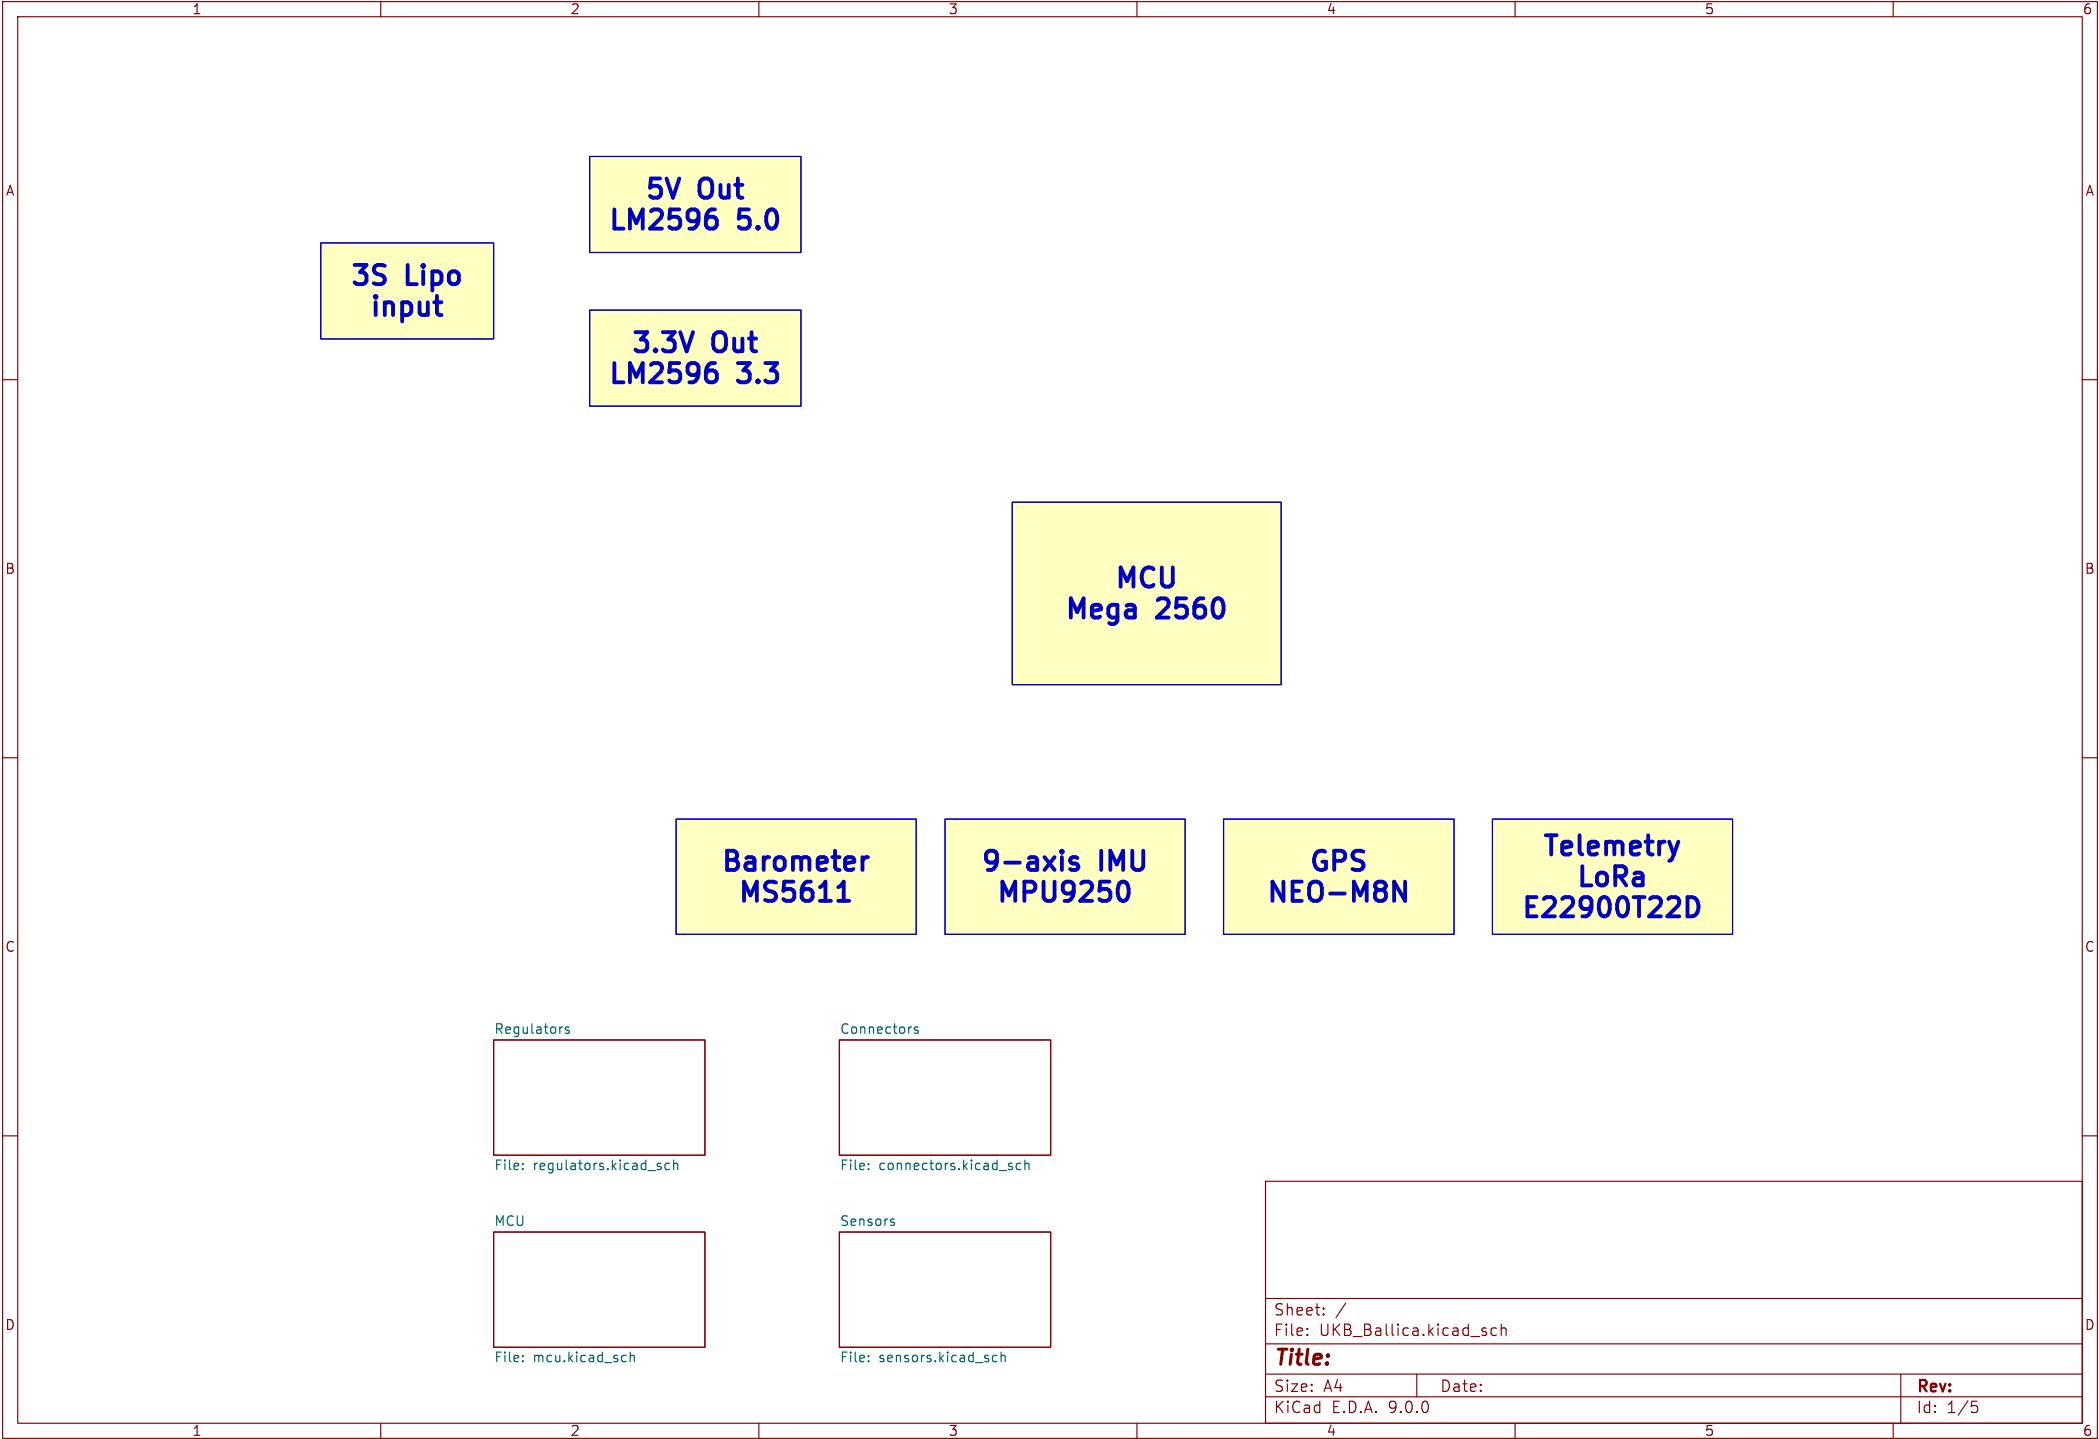 1 2 3 4 5 6
A A
5V Out
LM2596 5.0
3S Lipo
input
3.3V Out
LM2596 3.3
B B
MCU
Mega 2560
Barometer
MS5611
9-axis IMU
MPU9250
GPS
NEO-M8N
Telemetry
LoRa
E22900T22D
C C
Regulators
File: regulators.kicad_sch
Connectors
File: connectors.kicad_sch
MCU
File: mcu.kicad_sch
Sensors
File: sensors.kicad_sch
D D
Sheet: /
File: UKB_Ballica.kicad_sch
Title:
Size: A4 Date: Rev:
KiCad E.D.A. 9.0.0 Id: 1/5
1 2 3 4 5 6